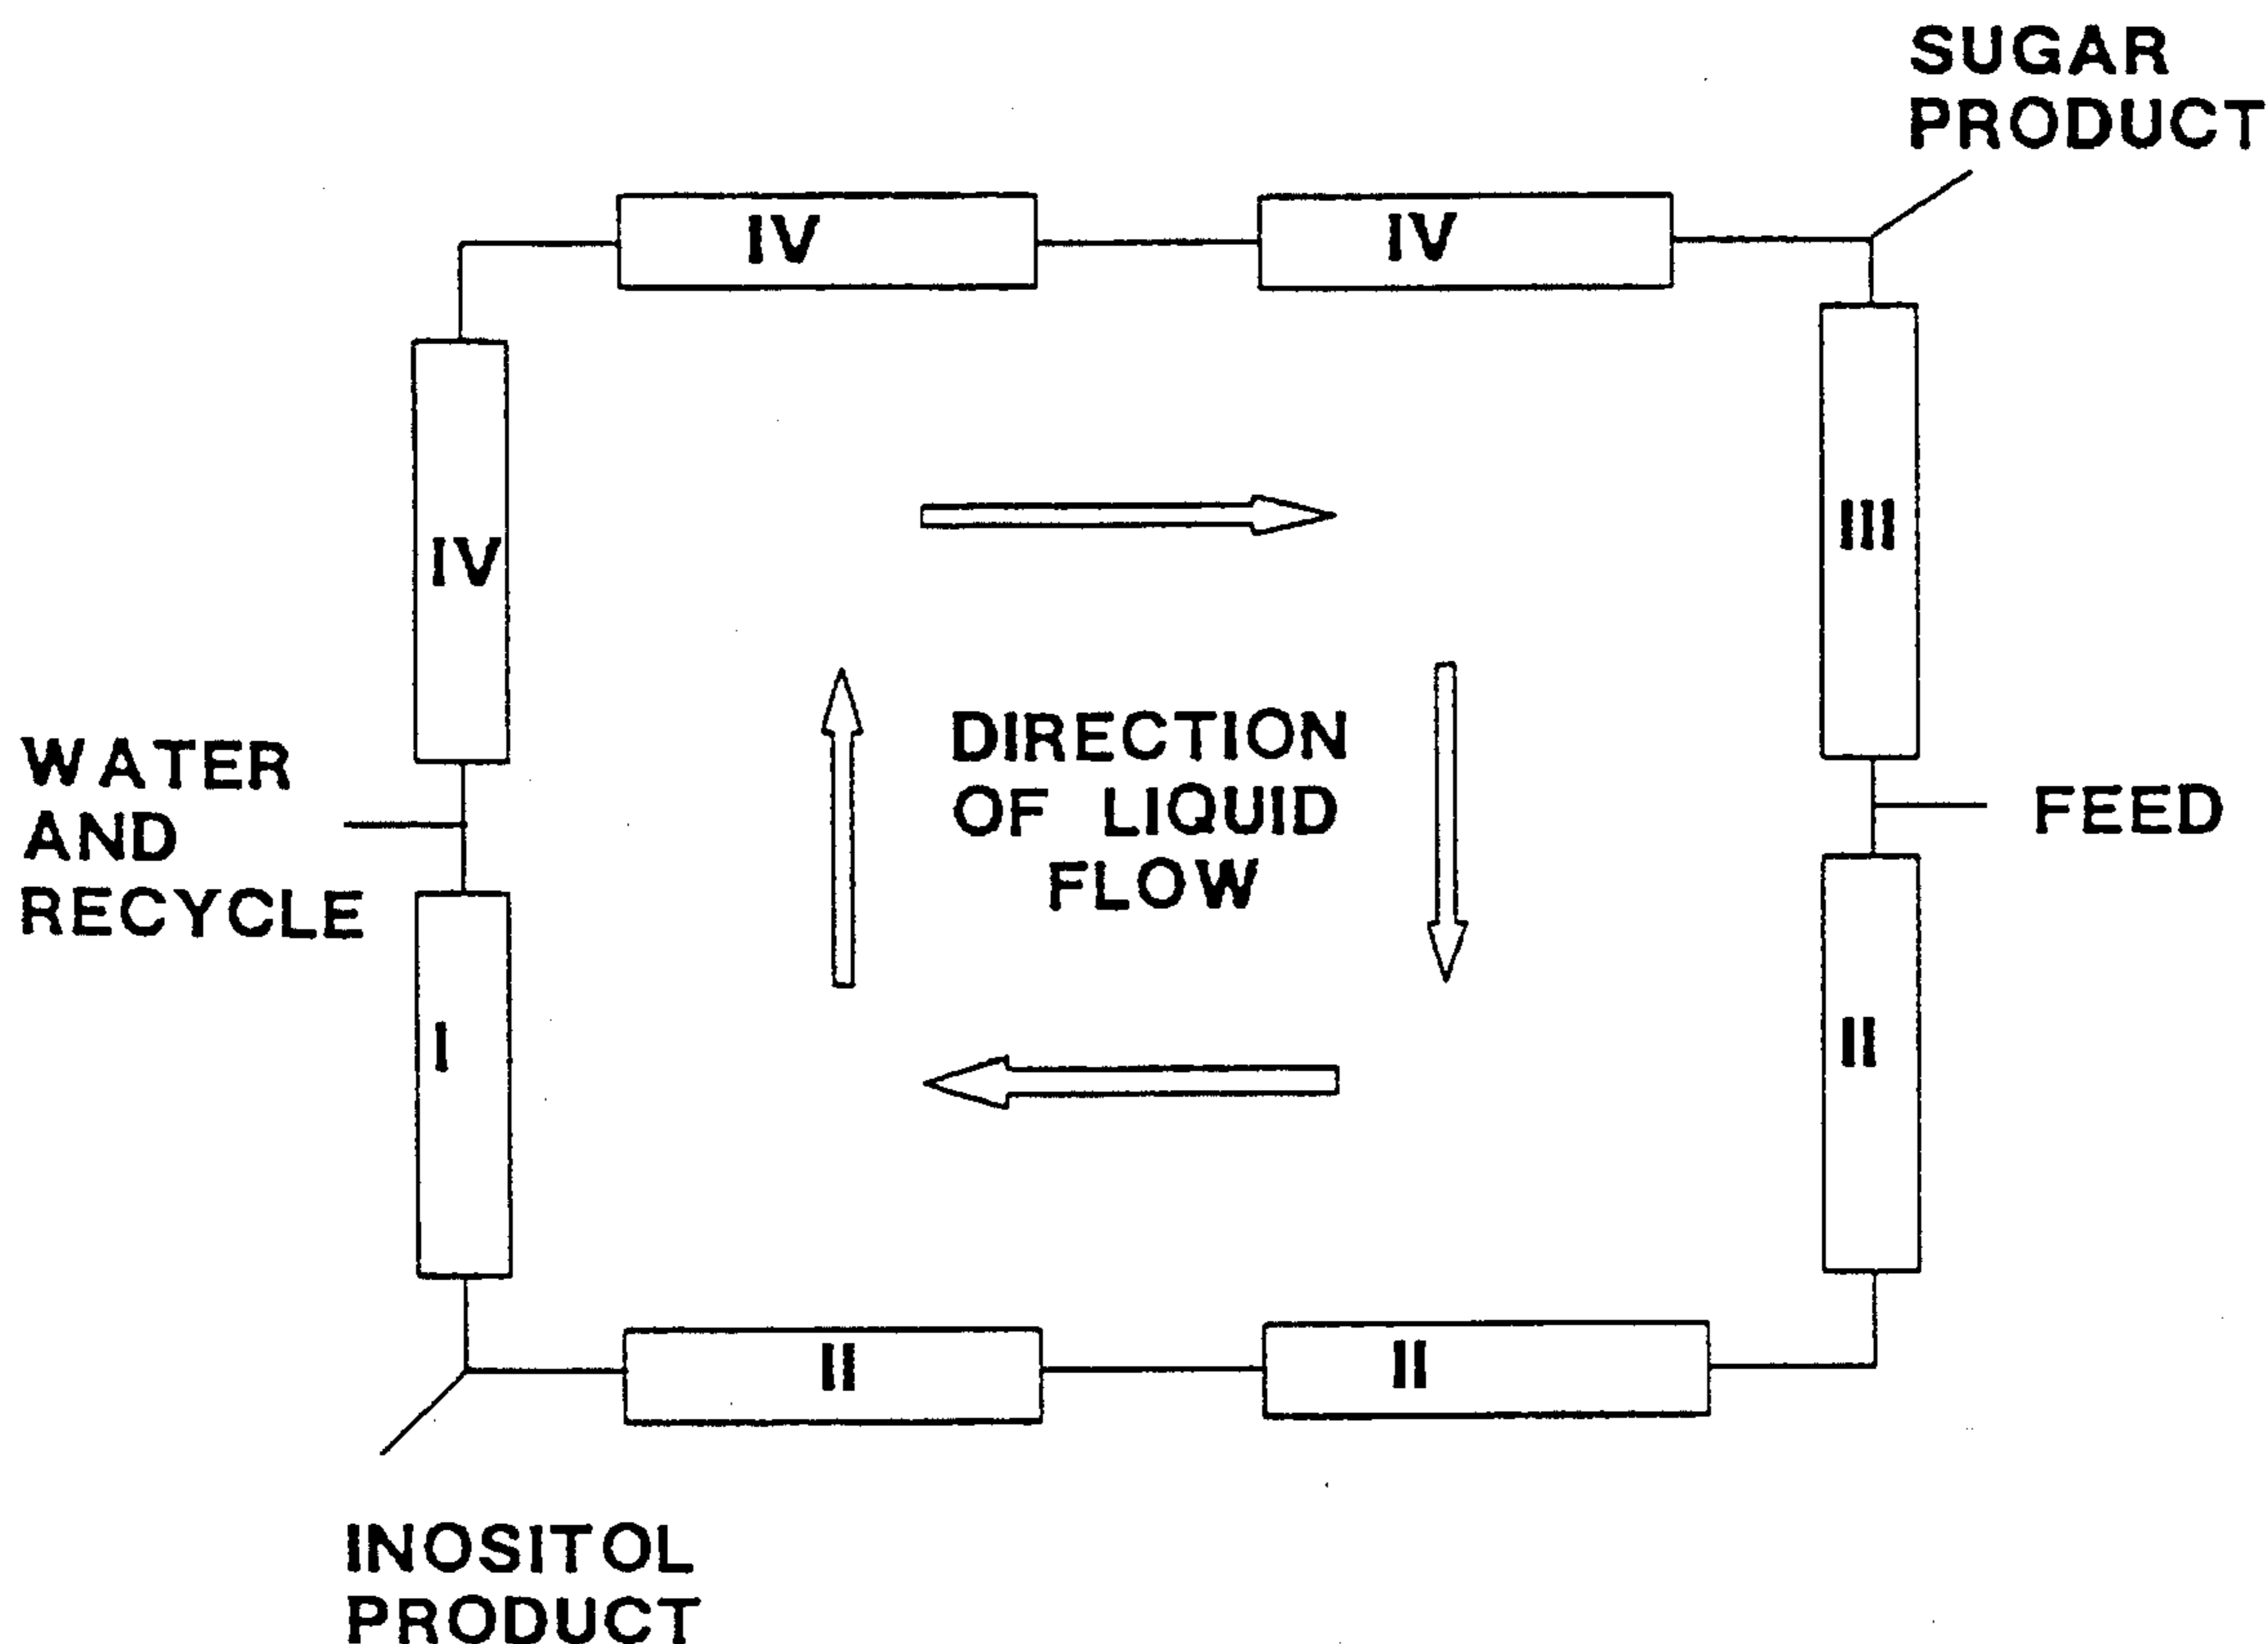 SUGAR
PRODUCT
IV
IV
IV
III
WATER
AND
RECYCLE
DIRECTION
OF LIQUID
FLOW
FEED
I
II
II
II
INOSITOL
PRODUCT